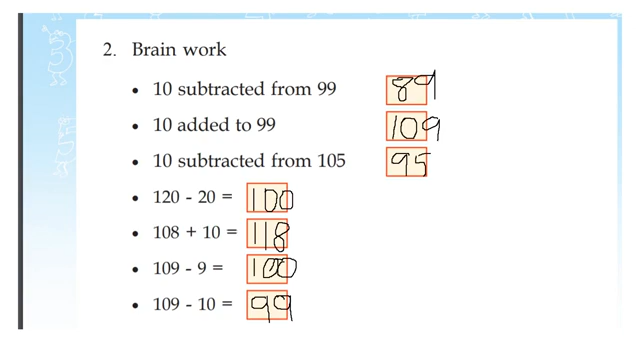 2. Brain work
• 10 subtracted from 99 89
• 10 added to 99 109
• 10 subtracted from 105 95
• 120 - 20 = 100
• 108 + 10 = 118
• 109 - 9 = 100
• 109 - 10 = 99